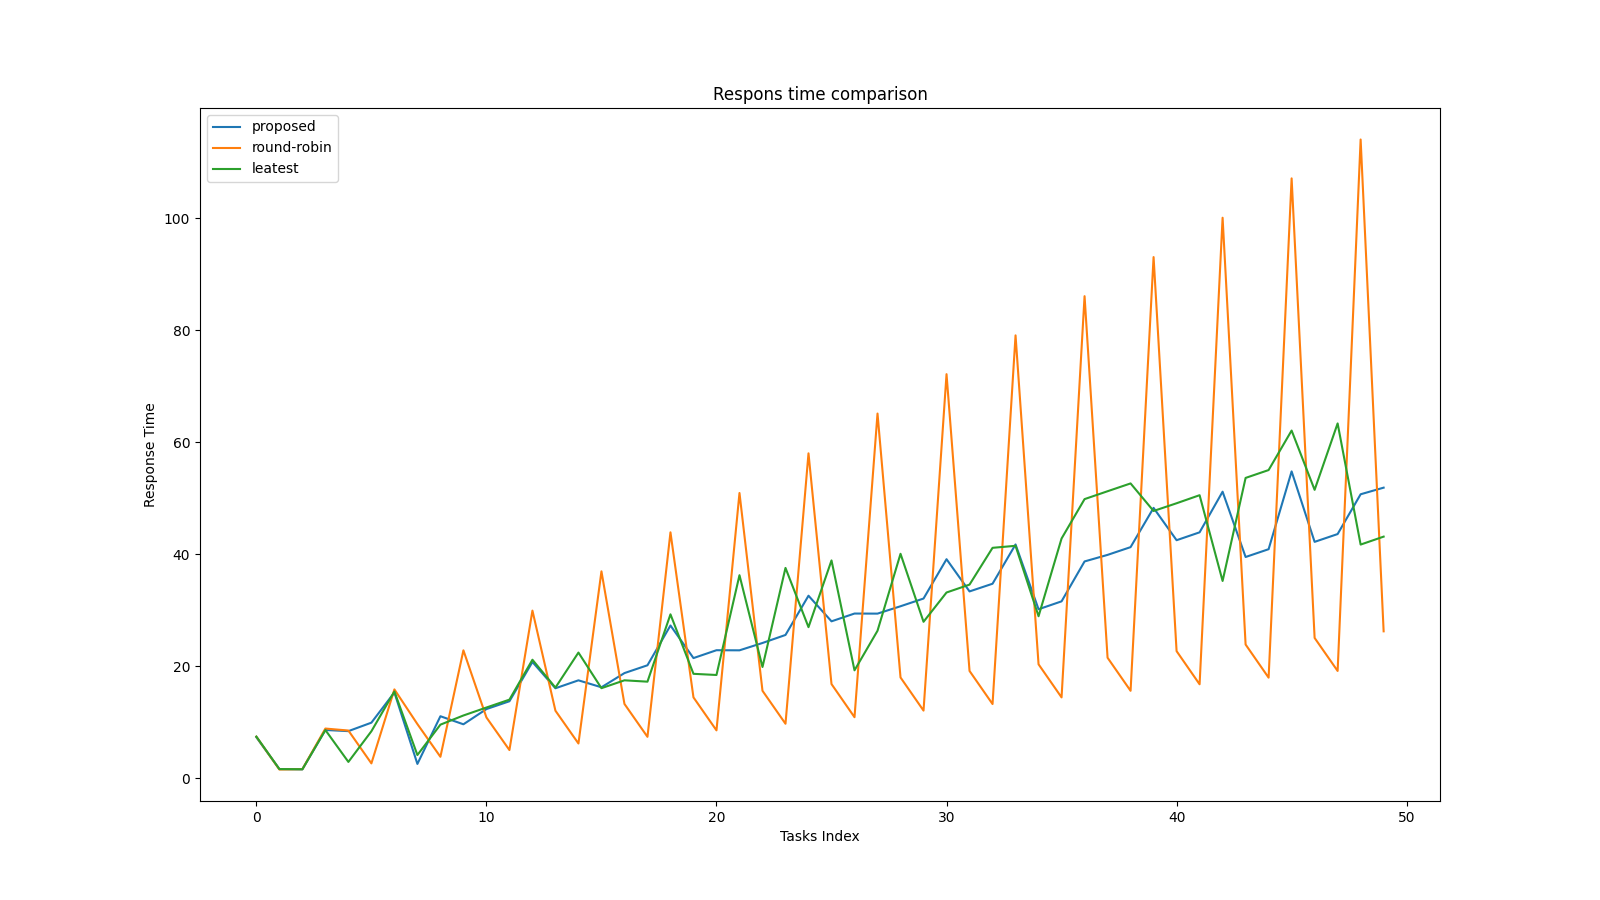 Respons time comparison
proposed
round-robin
leatest
100
80
60
40
20
0
Response Time
0 10 20 30 40 50
Tasks Index